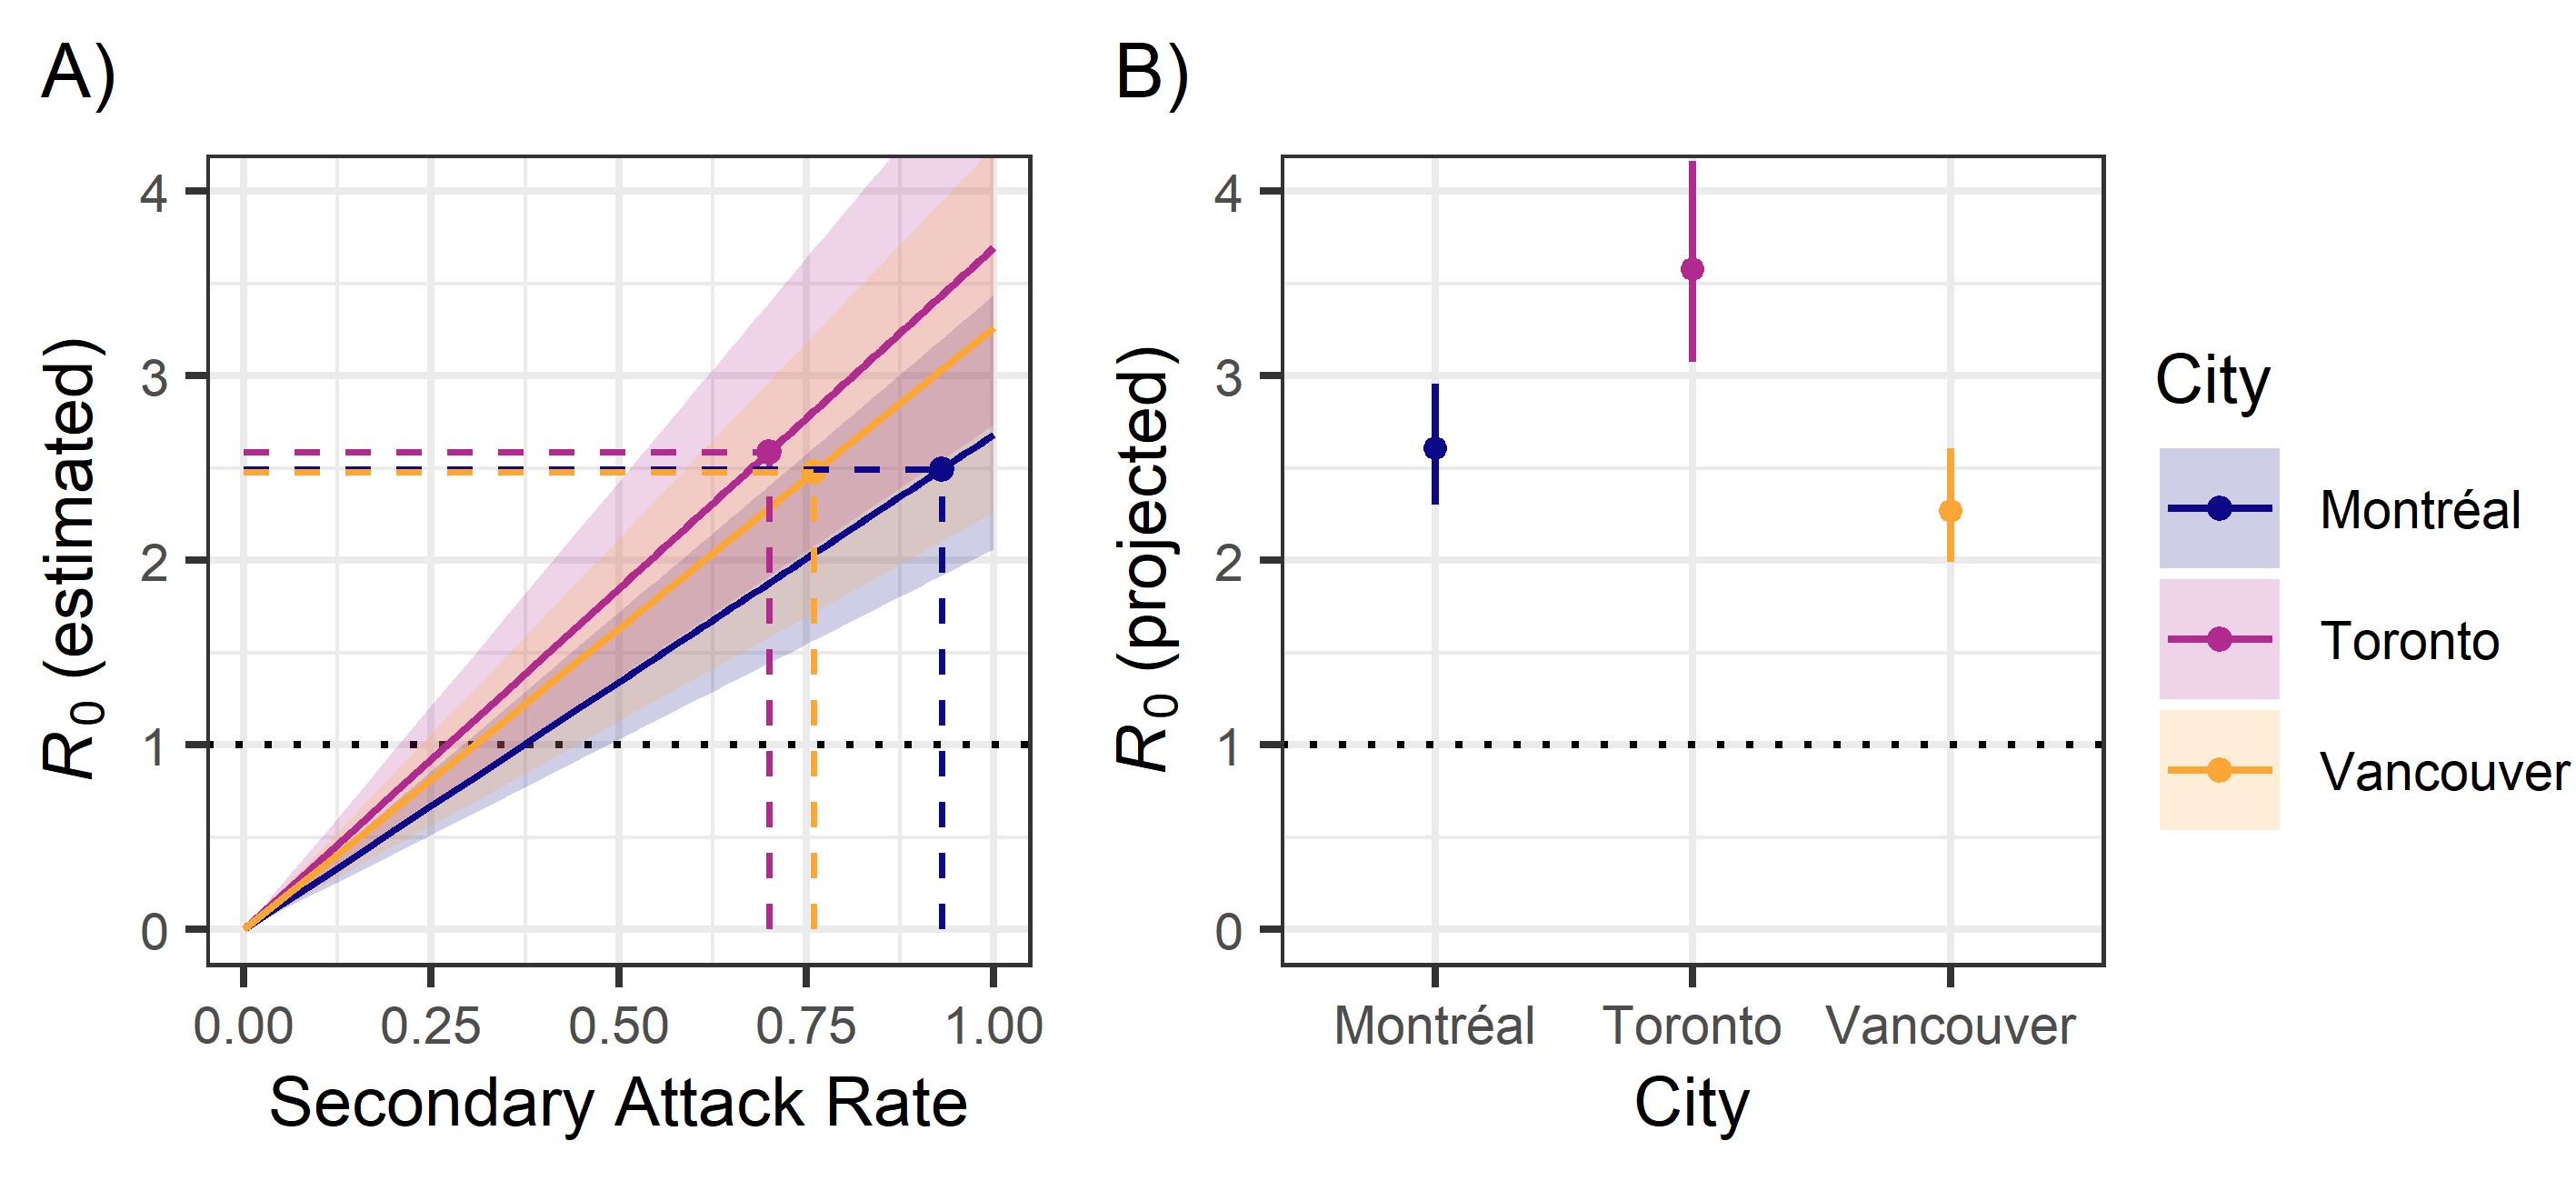 A)
R0 (estimated)
4
3
2
1
0
0.00 0.25 0.50 0.75 1.00
Secondary Attack Rate
B)
R0 (projected)
4
3
2
1
0
Montréal Toronto Vancouver
City
City
Montréal
Toronto
Vancouver